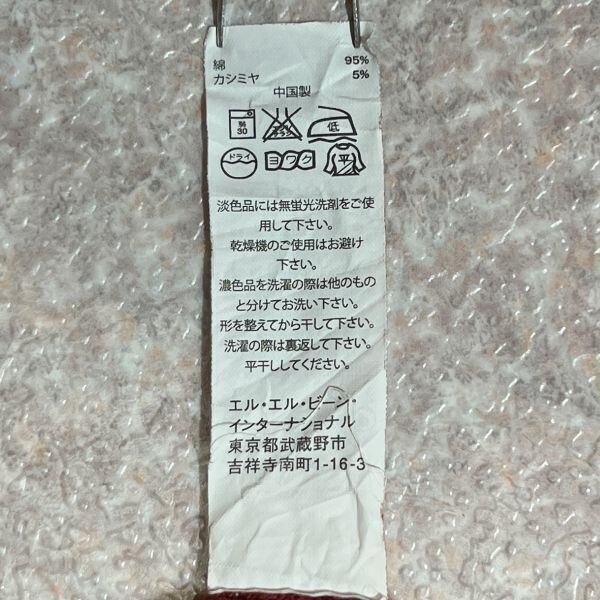 綿 95%
カシミヤ 5%
中国製
弱 30 低
ドライ ヨワク 平
淡色品には無蛍光洗剤をご使
用して下さい。
乾燥機のご使用はお避け
下さい。
濃色品を洗濯の際は他のもの
と分けてお洗い下さい。
形を整えてから干して下さい。
洗濯の際は裏返して下さい。
平干ししてください。
エル・エル・ビーン・
インターナショナル
東京都武蔵野市
吉祥寺南町1-16-3